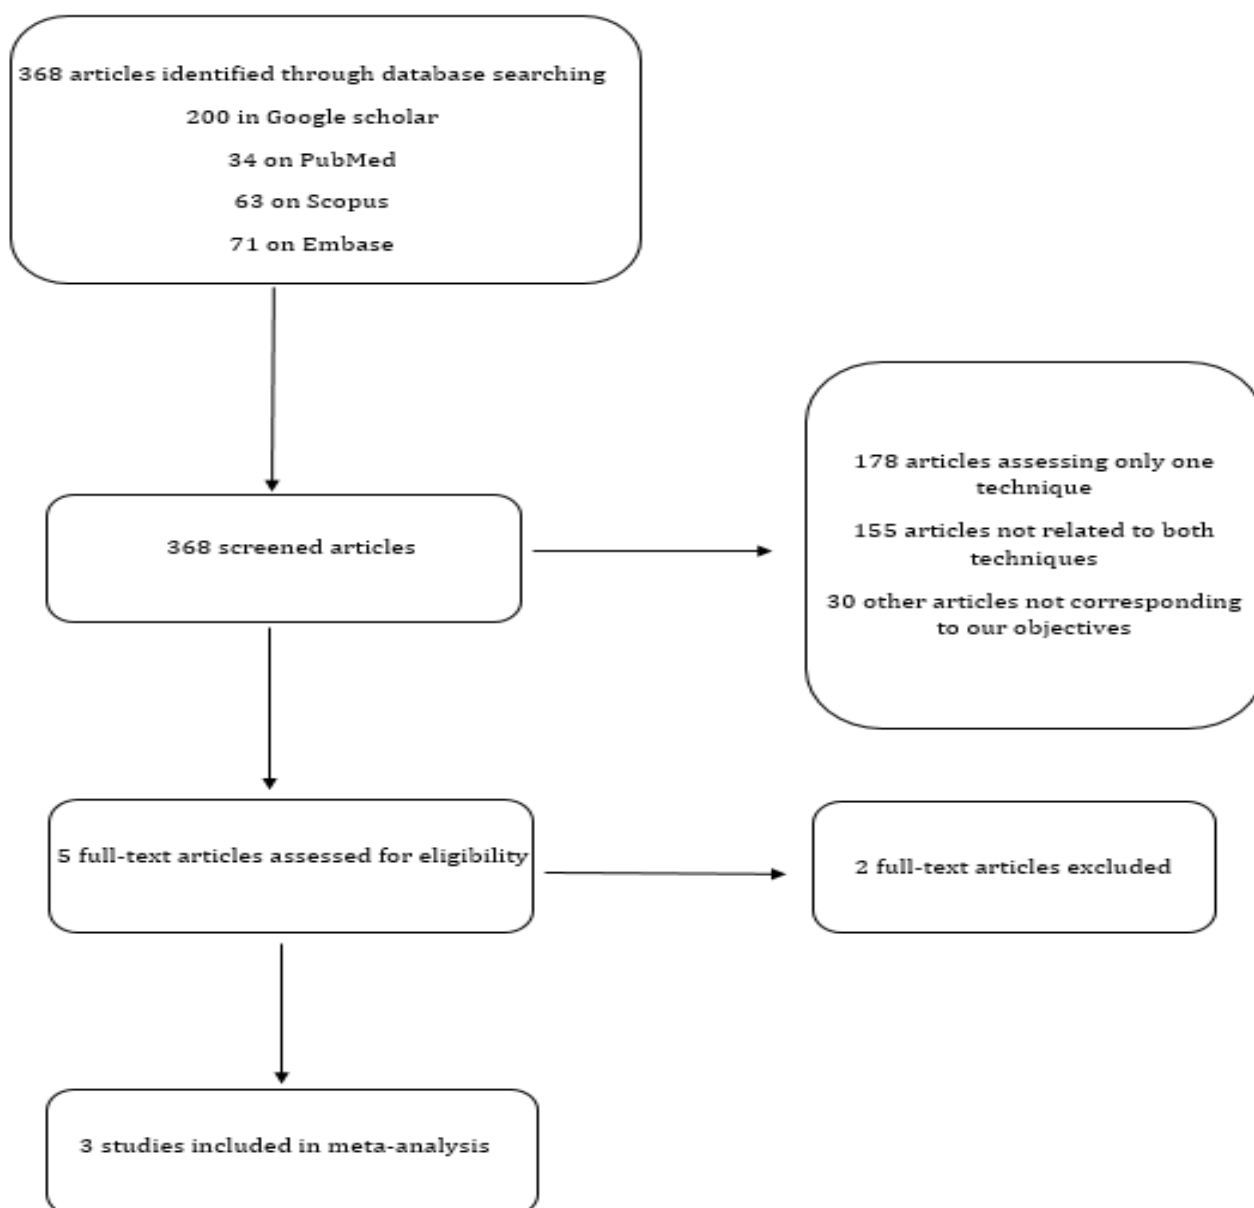 368 articles identified through database searching
200 in Google scholar
34 on PubMed
63 on Scopus
71 on Embase
368 screened articles
178 articles assessing only one
technique
155 articles not related to both
techniques
30 other articles not corresponding
to our objectives
5 full-text articles assessed for eligibility
2 full-text articles excluded
3 studies included in meta-analysis